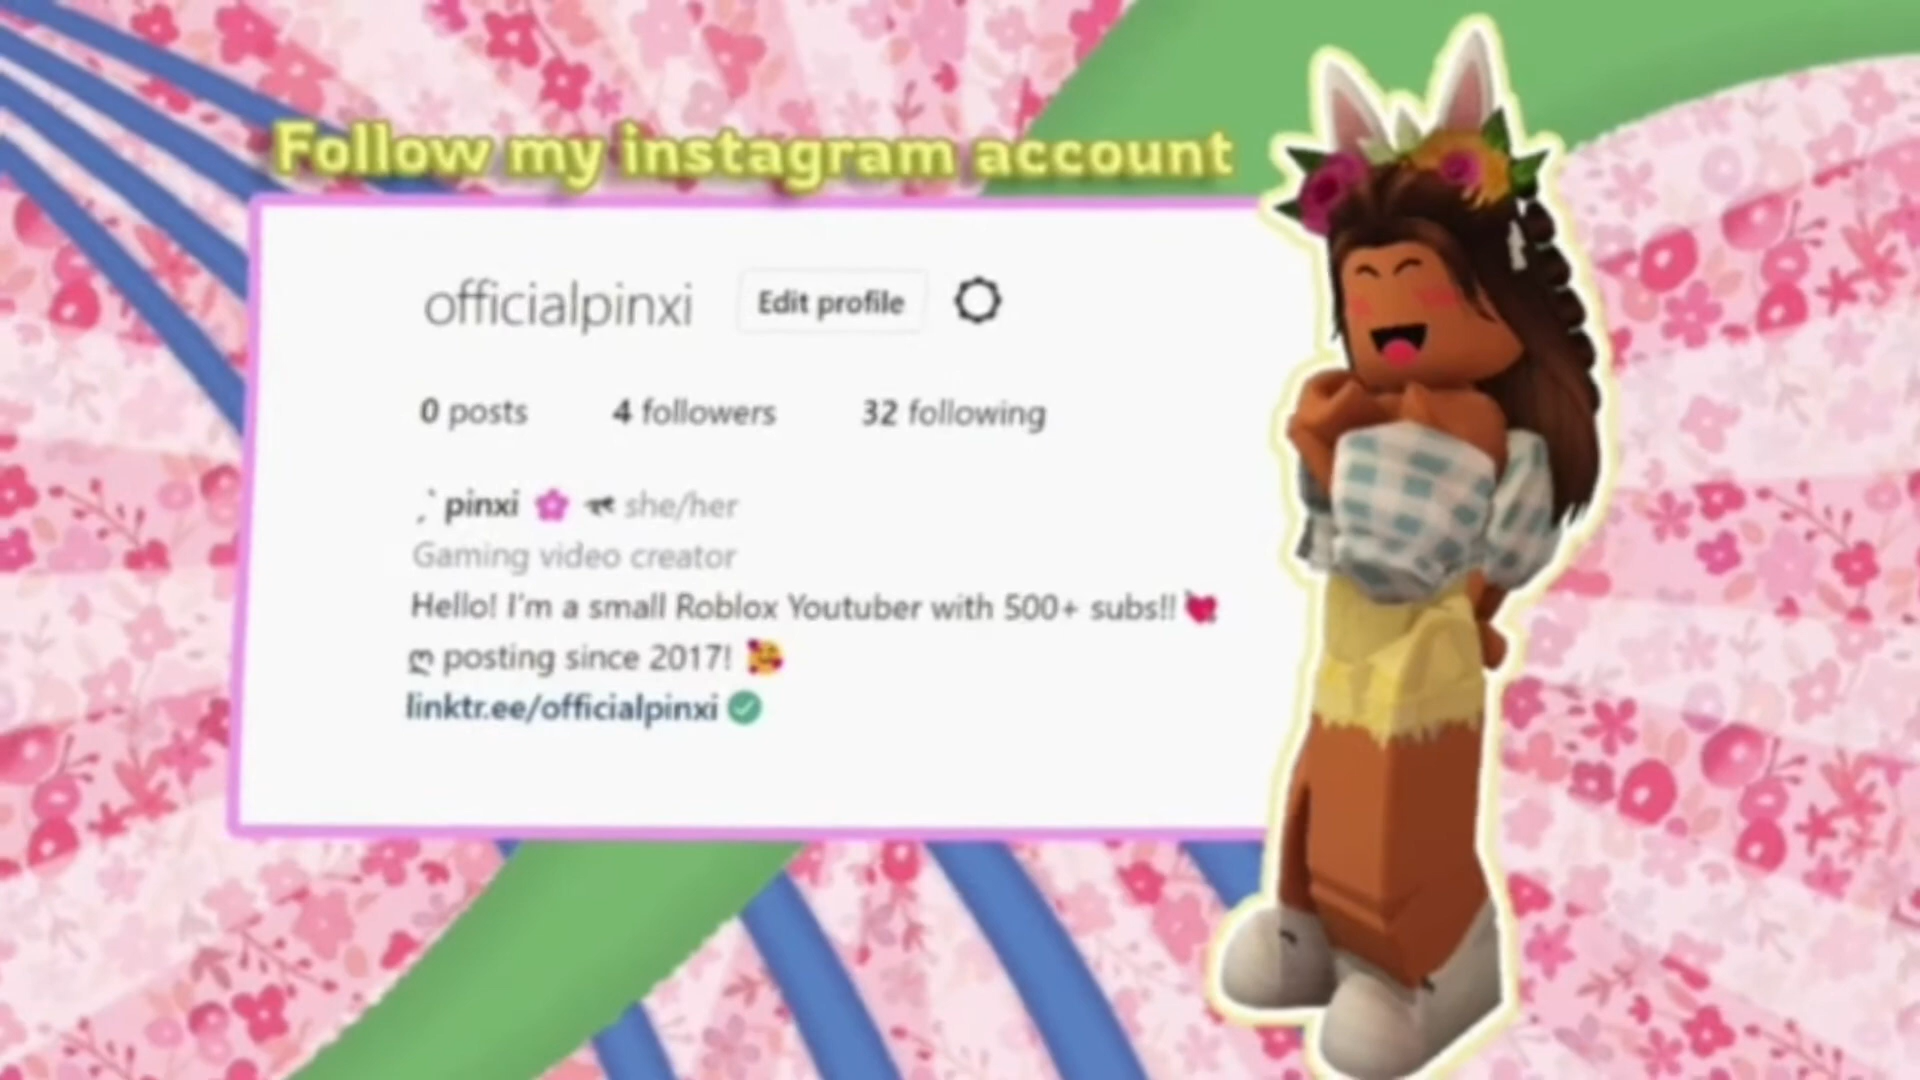 Follow my instagram account
officialpinxi Edit profile
0 posts 4 followers 32 following
ˏˋ pinxi 🌸 she/her
Gaming video creator
Hello! I'm a small Roblox Youtuber with 500+ subs!! 💘
ღ posting since 2017! 🥰
linktr.ee/officialpinxi ✅